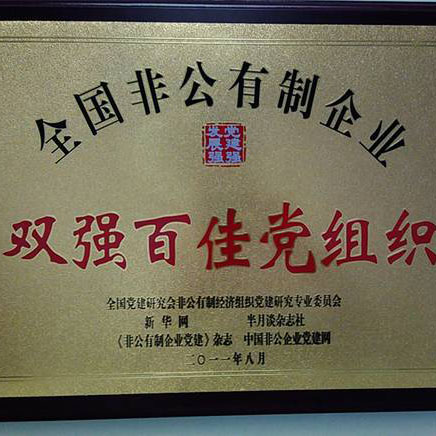 全国非公有制企业
党建强
发展强
双强百佳党组织
全国党建研究会非公有制经济组织党建研究专业委员会
新华网 半月谈杂志社
《非公有制企业党建》杂志 中国非公企业党建网
二〇一一年八月